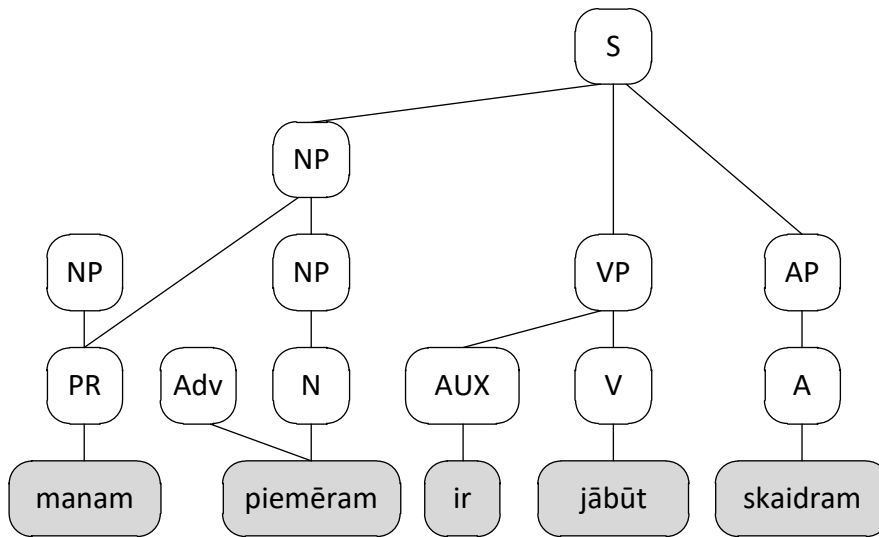 S
NP
NP NP VP AP
PR Adv N AUX V A
manam piemēram ir jābūt skaidram